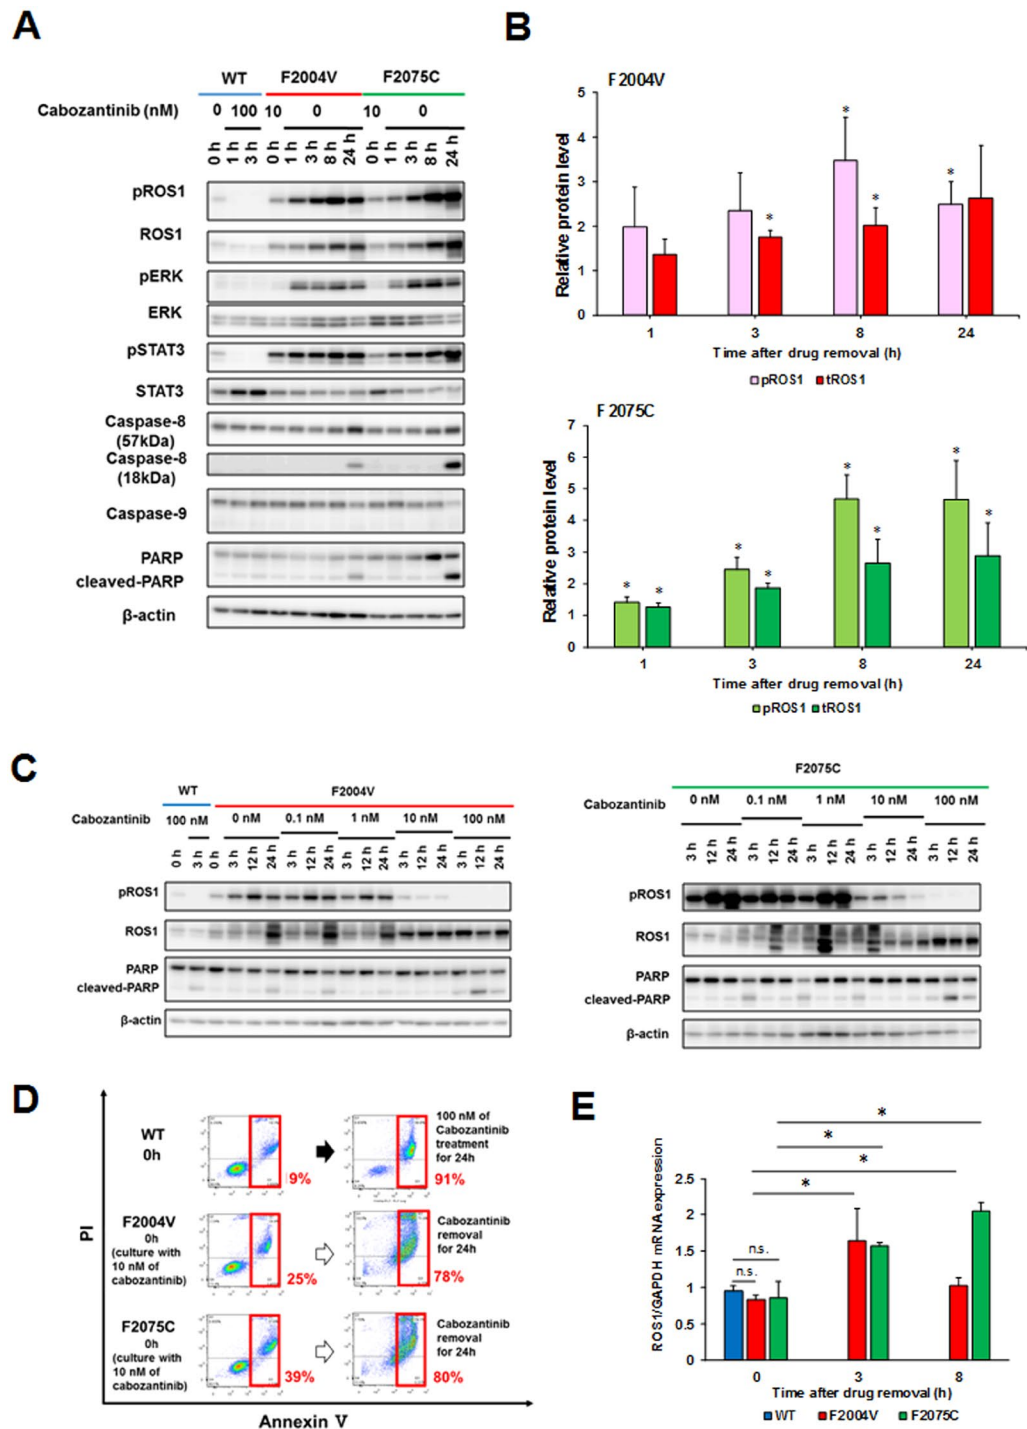 A
WT F2004V F2075C
Cabozantinib (nM) 0 100 10 0 10 0
0 h 1 h 3 h 0 h 1 h 3 h 8 h 24 h 0 h 1 h 3 h 8 h 24 h
pROS1
ROS1
pERK
ERK
pSTAT3
STAT3
Caspase-8
(57kDa)
Caspase-8
(18kDa)
Caspase-9
PARP
cleaved-PARP
β-actin
B
F2004V
Relative protein level
5
4
3
2
1
0
* * * *
1 3 8 24
Time after drug removal (h)
pROS1 tROS1
F2075C
Relative protein level
7
6
5
4
3
2
1
0
* * * * * * * *
1 3 8 24
Time after drug removal (h)
pROS1 tROS1
C
WT F2004V
Cabozantinib 100 nM 0 nM 0.1 nM 1 nM 10 nM 100 nM
0 h 3 h 0 h 3 h 12 h 24 h 3 h 12 h 24 h 3 h 12 h 24 h 3 h 12 h 24 h 3 h 12 h 24 h
pROS1
ROS1
PARP
cleaved-PARP
β-actin
F2075C
Cabozantinib 0 nM 0.1 nM 1 nM 10 nM 100 nM
3 h 12 h 24 h 3 h 12 h 24 h 3 h 12 h 24 h 3 h 12 h 24 h 3 h 12 h 24 h
pROS1
ROS1
PARP
cleaved-PARP
β-actin
D
PI
WT
0h
9%
100 nM of
Cabozantinib
treatment
for 24h
91%
F2004V
0h
(culture with
10 nM of
cabozantinib)
25%
Cabozantinib
removal
for 24h
78%
F2075C
0h
(culture with
10 nM of
cabozantinib)
39%
Cabozantinib
removal
for 24h
80%
Annexin V
E
ROS1/GAPDH mRNA expression
2.5
2
1.5
1
0.5
0
*
*
*
*
n.s.
n.s.
0 3 8
Time after drug removal (h)
WT F2004V F2075C